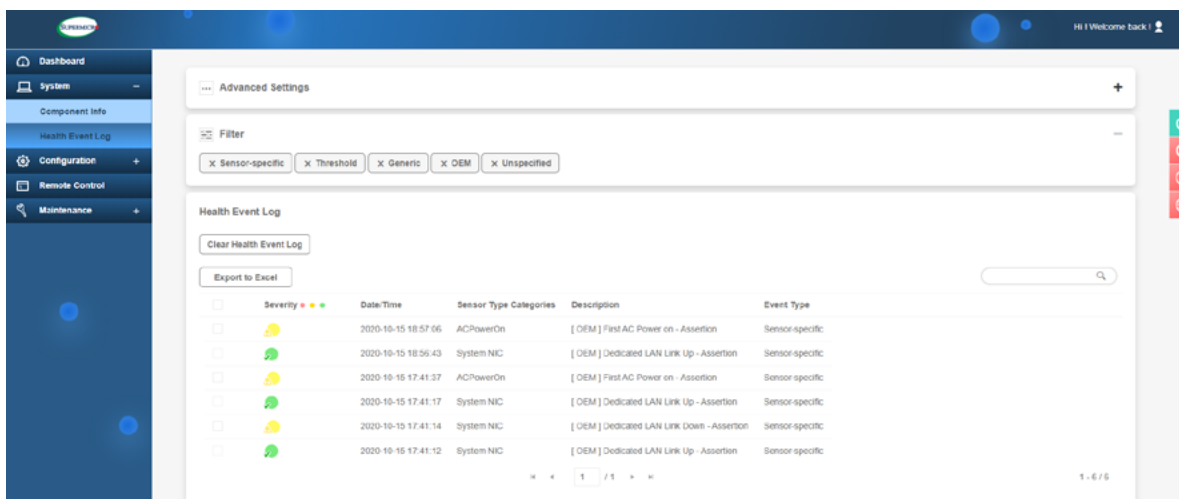 SUPERMICR
Hi ! Welcome back !
Dashboard
System −
Component Info
Health Event Log
Configuration +
Remote Control
Maintenance +
Advanced Settings +
Filter −
X Sensor-specific X Threshold X Generic X OEM X Unspecified
Health Event Log
Clear Health Event Log
Export to Excel
Severity Date/Time Sensor Type Categories Description Event Type
2020-10-15 18:57:06 ACPowerOn [ OEM ] First AC Power on - Assertion Sensor-specific
2020-10-15 18:56:43 System NIC [ OEM ] Dedicated LAN Link Up - Assertion Sensor-specific
2020-10-15 17:41:37 ACPowerOn [ OEM ] First AC Power on - Assertion Sensor-specific
2020-10-15 17:41:17 System NIC [ OEM ] Dedicated LAN Link Up - Assertion Sensor-specific
2020-10-15 17:41:14 System NIC [ OEM ] Dedicated LAN Link Down - Assertion Sensor-specific
2020-10-15 17:41:12 System NIC [ OEM ] Dedicated LAN Link Up - Assertion Sensor-specific
1 / 1 1 - 6 / 6